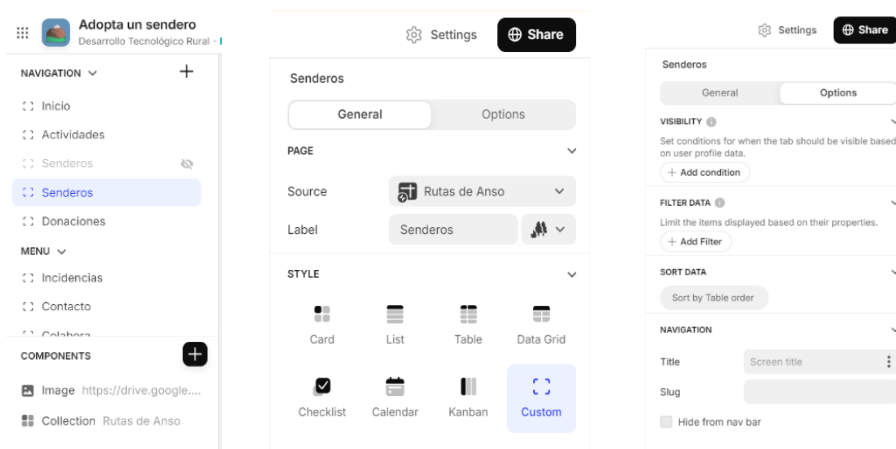 Adopta un sendero
Desarrollo Tecnológico Rural ·
NAVIGATION
Inicio
Actividades
Senderos
Senderos
Donaciones
MENU
Incidencias
Contacto
Colabora
COMPONENTS
Image https://drive.google....
Collection Rutas de Anso
Settings
Share
Senderos
General
Options
PAGE
Source
Rutas de Anso
Label
Senderos
STYLE
Card
List
Table
Data Grid
Checklist
Calendar
Kanban
Custom
Settings
Share
Senderos
General
Options
VISIBILITY
Set conditions for when the tab should be visible based
on user profile data.
+ Add condition
FILTER DATA
Limit the items displayed based on their properties.
+ Add Filter
SORT DATA
Sort by Table order
NAVIGATION
Title
Screen title
Slug
Hide from nav bar